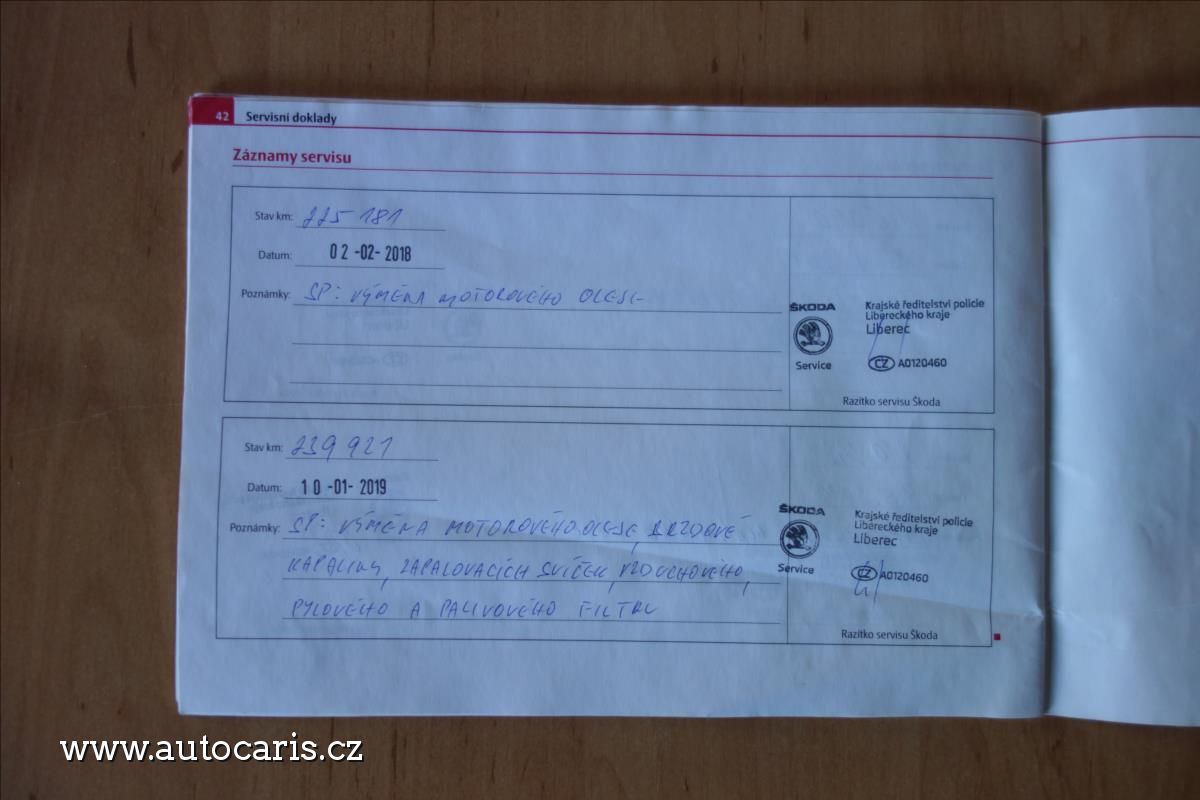 42 Servisní doklady
Záznamy servisu
Stav km: 225 181
Datum: 02-02-2018
Poznámky: SP: VÝMĚNA MOTOROVÉHO OLEJE
ŠKODA
Service
Krajské ředitelství policie
Libereckého kraje
Liberec
CZ A0120460
Razítko servisu Škoda
Stav km: 239 921
Datum: 10-01-2019
Poznámky: SP: VÝMĚNA MOTOROVÉHO OLEJE, BRZDOVÉ
KAPALINY, ZAPALOVACÍCH SVÍČEK, VZDUCHOVÉHO,
PYLOVÉHO A PALIVOVÉHO FILTRU
ŠKODA
Service
Krajské ředitelství policie
Libereckého kraje
Liberec
CZ A0120460
Razítko servisu Škoda
www.autocaris.cz